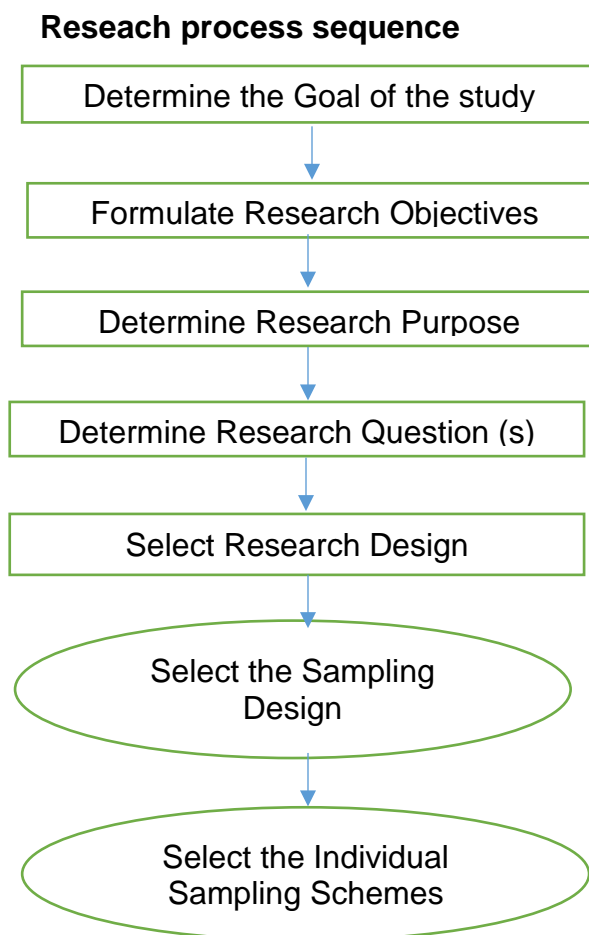 Reseach process sequence
Determine the Goal of the study
Formulate Research Objectives
Determine Research Purpose
Determine Research Question (s)
Select Research Design
Select the Sampling
Design
Select the Individual
Sampling Schemes